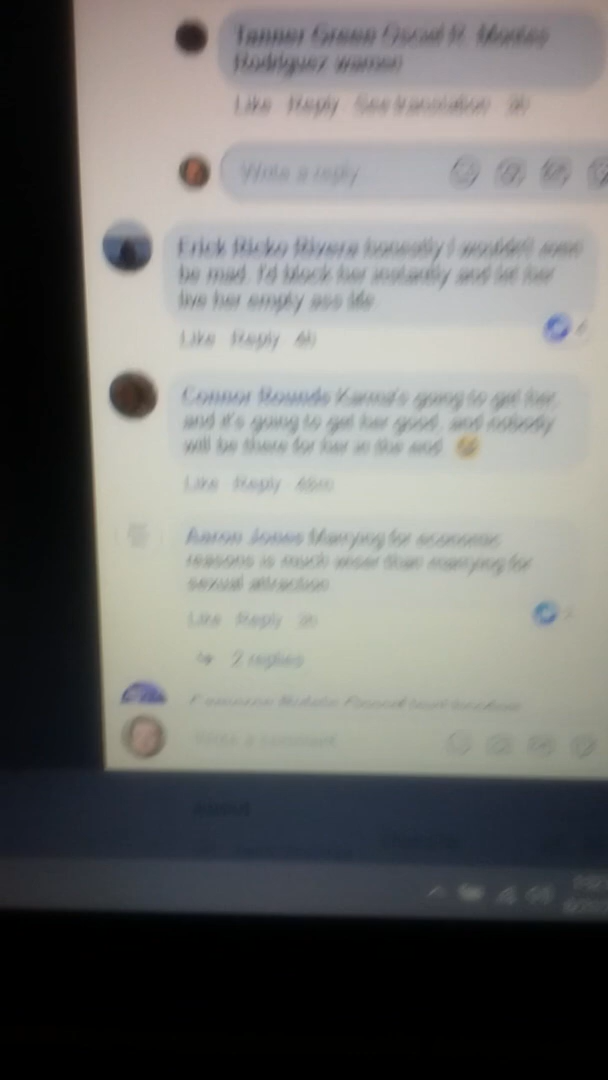 Tanner Green Oscar R. Montes
Rodriguez women
Like Reply See translation 3h
Write a reply
Erick Ricko Rivera honestly I wouldn't even
be mad. I'd block her instantly and let her
live her empty ass life
Like Reply 4h
Connor Rounds Karma's going to get her,
and it's going to get her good, and nobody
will be there for her in the end
Like Reply
Aaron Jones Marrying for economic
reasons is much wiser than marrying for
sexual attraction
Like Reply
2 replies
Write a comment